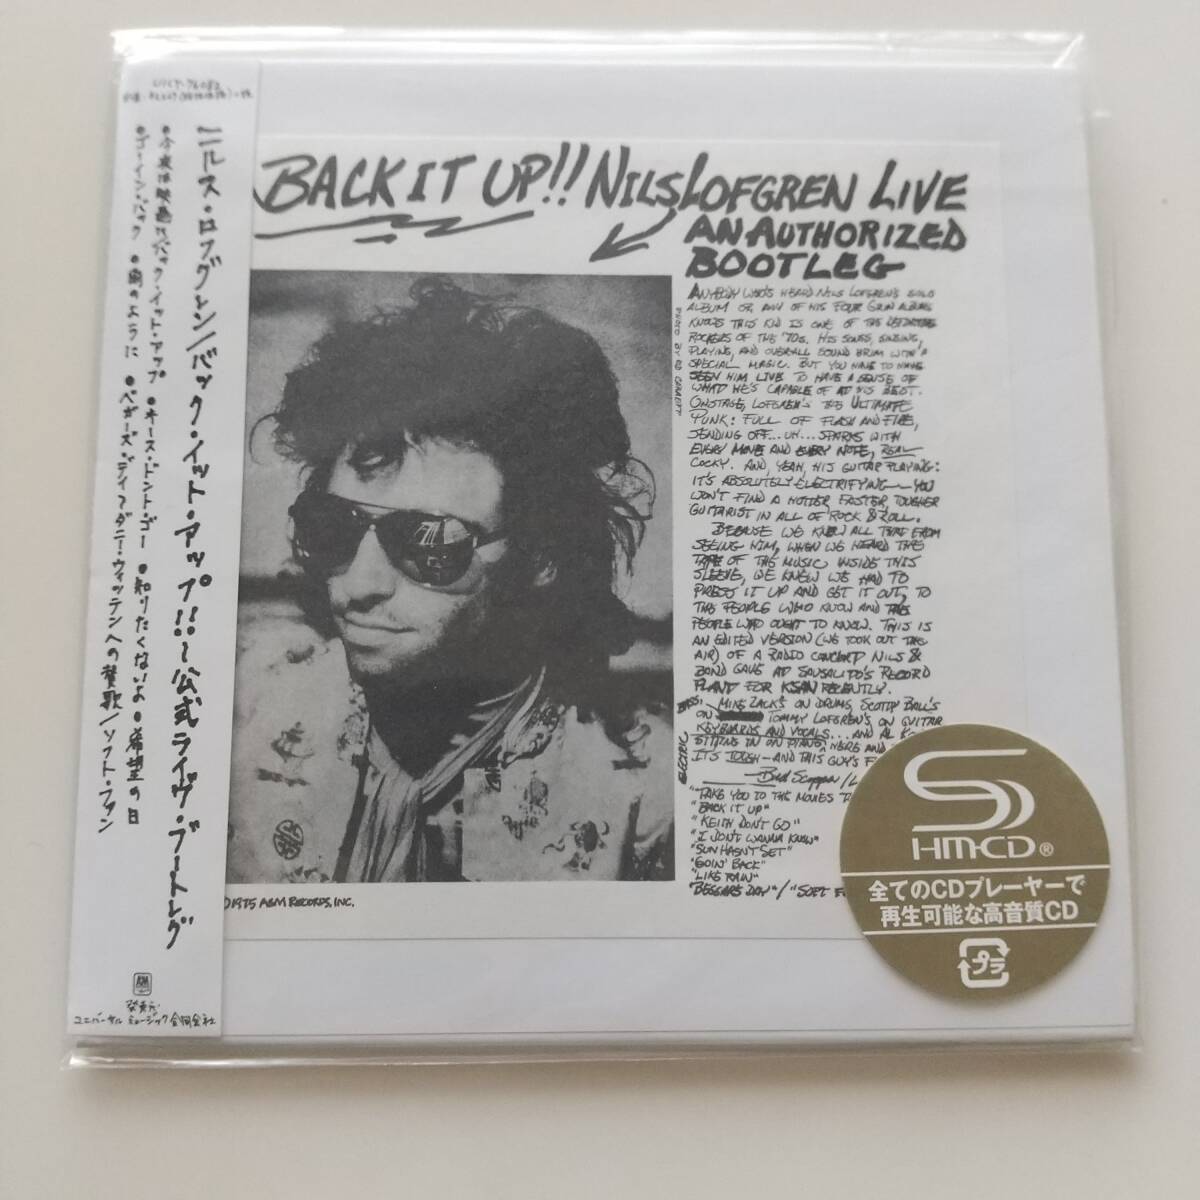 ニルス・ロフグレン/バック・イット・アップ!!~公式ライヴ・ブートレグ
●今夜は映画に/バック・イット・アップ ●キース・ドント・ゴー ●知りたくないよ ●希望の日
●ゴーイン・バック ●雨のように ●ベガーズ・デイ(ダニー・ウィッテンへの賛歌)/ソフト・ファン
A&M
発売元:
ユニバーサル ミュージック合同会社
BACK IT UP!! NILS LOFGREN LIVE
AN AUTHORIZED
BOOTLEG
ANYBODY WHO'S HEARD NILS LOFGREN'S SOLO
ALBUM OR ANY OF HIS FOUR GRIN ALBUMS
KNOWS THIS KID IS ONE OF THE DEFINITIVE
ROCKERS OF THE '70S. HIS SONGS, SINGING,
PLAYING, AND OVERALL SOUND BRIM WITH A
SPECIAL MAGIC. BUT YOU HAVE TO HAVE
SEEN HIM LIVE TO HAVE A SENSE OF
WHAT HE'S CAPABLE OF AT HIS BEST.
ONSTAGE, LOFGREN'S THE ULTIMATE
PUNK: FULL OF FLASH AND FIRE,
SENDING OFF...UH...SPARKS WITH
EVERY MOVE AND EVERY NOTE, REAL
COCKY. AND, YEAH, HIS GUITAR PLAYING:
IT'S ABSOLUTELY ELECTRIFYING—YOU
WON'T FIND A HOTTER FASTER TOUGHER
GUITARIST IN ALL OF ROCK & ROLL.
BECAUSE WE KNEW ALL THAT FROM
SEEING HIM, WHEN WE HEARD THE
TAPE OF THE MUSIC INSIDE THIS
SLEEVE, WE KNEW WE HAD TO
PRESS IT UP AND GET IT OUT, TO
THE PEOPLE WHO KNOW AND THE
PEOPLE WHO OUGHT TO KNOW. THIS IS
AN EDITED VERSION (WE TOOK OUT THE
AIR) OF A RADIO CONCERT NILS &
BAND GAVE AT SAUSALITO'S RECORD
PLANT FOR KSAN RECENTLY.
MIKE ZACK'S ON DRUMS, SCOTTY BALL'S
ON BASS, TOMMY LOFGREN'S ON GUITAR
KEYBOARDS AND VOCALS...AND AL
SITTING IN ON ELECTRIC PIANO HERE AND
ITS TOUGH—AND THIS GUY'S
Bud Scoppa/
"TAKE YOU TO THE MOVIES
"BACK IT UP"
"KEITH DON'T GO"
"I DON'T WANNA KNOW"
"SUN HASN'T SET"
"GOIN' BACK"
"LIKE RAIN"
"BEGGARS DAY"/"SOFT
1975 A&M RECORDS, INC.
HM-CD®
全てのCDプレーヤーで
再生可能な高音質CD
プラ